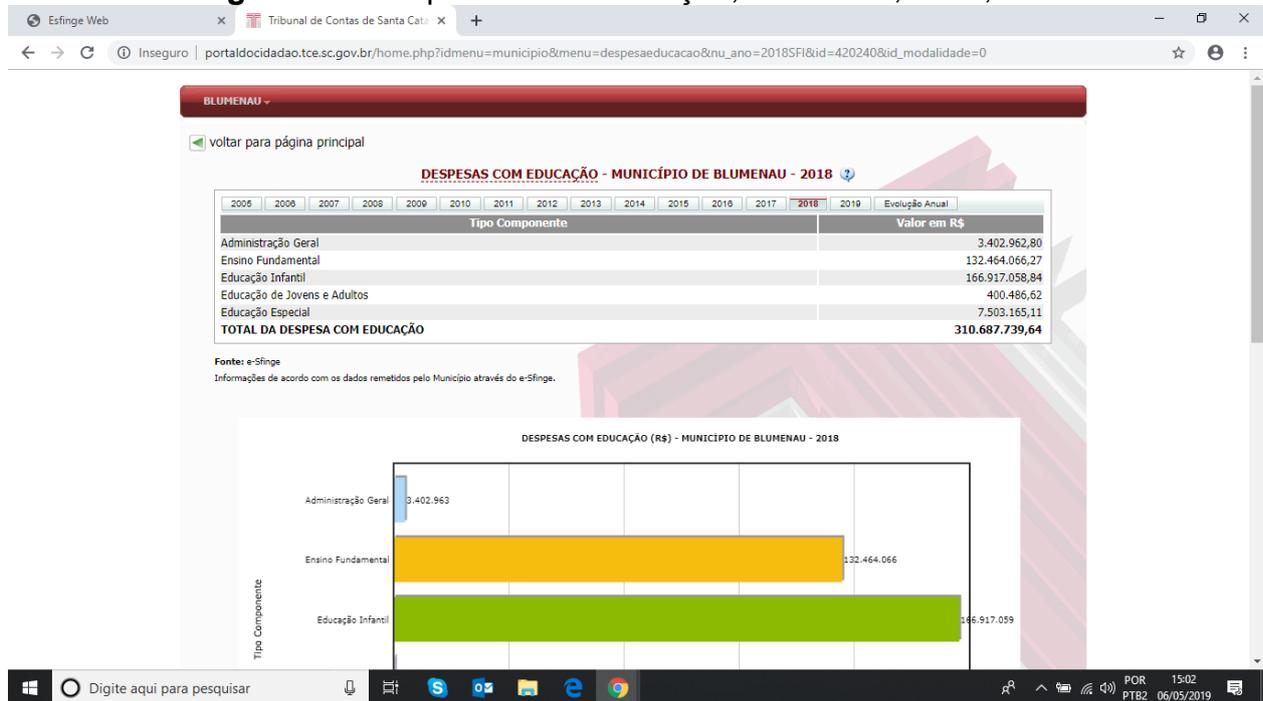 Esfinge Web
Tribunal de Contas de Santa Cata
Inseguro | portaldocidadao.tce.sc.gov.br/home.php?idmenu=municipio&menu=despesaeducacao&nu_ano=2018SFI&id=420240&id_modalidade=0
BLUMENAU
voltar para página principal
DESPESAS COM EDUCAÇÃO - MUNICÍPIO DE BLUMENAU - 2018
2005 2006 2007 2008 2009 2010 2011 2012 2013 2014 2015 2016 2017 2018 2019 Evolução Anual
Tipo Componente Valor em R$
Administração Geral 3.402.962,80
Ensino Fundamental 132.464.066,27
Educação Infantil 166.917.058,84
Educação de Jovens e Adultos 400.486,62
Educação Especial 7.503.165,11
TOTAL DA DESPESA COM EDUCAÇÃO 310.687.739,64
Fonte: e-Sfinge
Informações de acordo com os dados remetidos pelo Município através do e-Sfinge.
DESPESAS COM EDUCAÇÃO (R$) - MUNICÍPIO DE BLUMENAU - 2018
Administração Geral 3.402.963
Ensino Fundamental 132.464.066
Educação Infantil 166.917.059
Tipo Componente
Digite aqui para pesquisar
POR 15:02
PTB2 06/05/2019